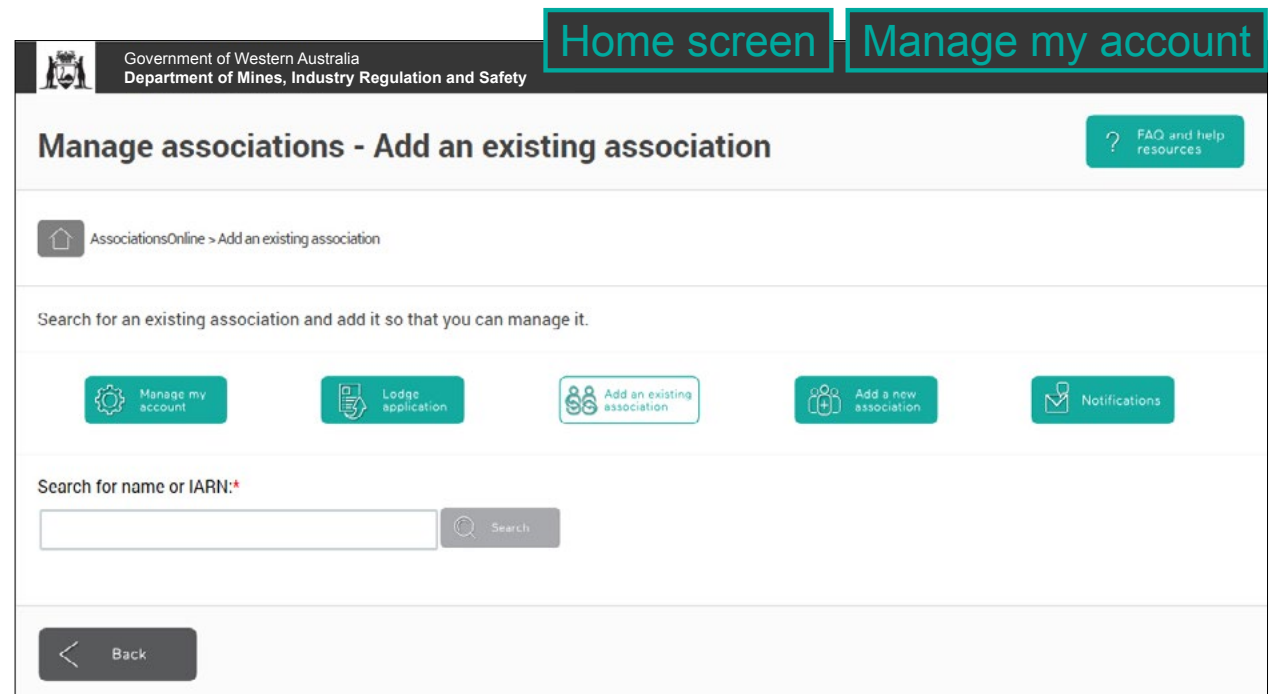 Home screen
Manage my account
Government of Western Australia
Department of Mines, Industry Regulation and Safety
Manage associations - Add an existing association
? FAQ and help
resources
AssociationsOnline > Add an existing association
Search for an existing association and add it so that you can manage it.
Manage my
account
Lodge
application
Add an existing
association
Add a new
association
Notifications
Search for name or IARN:*
Search
Back